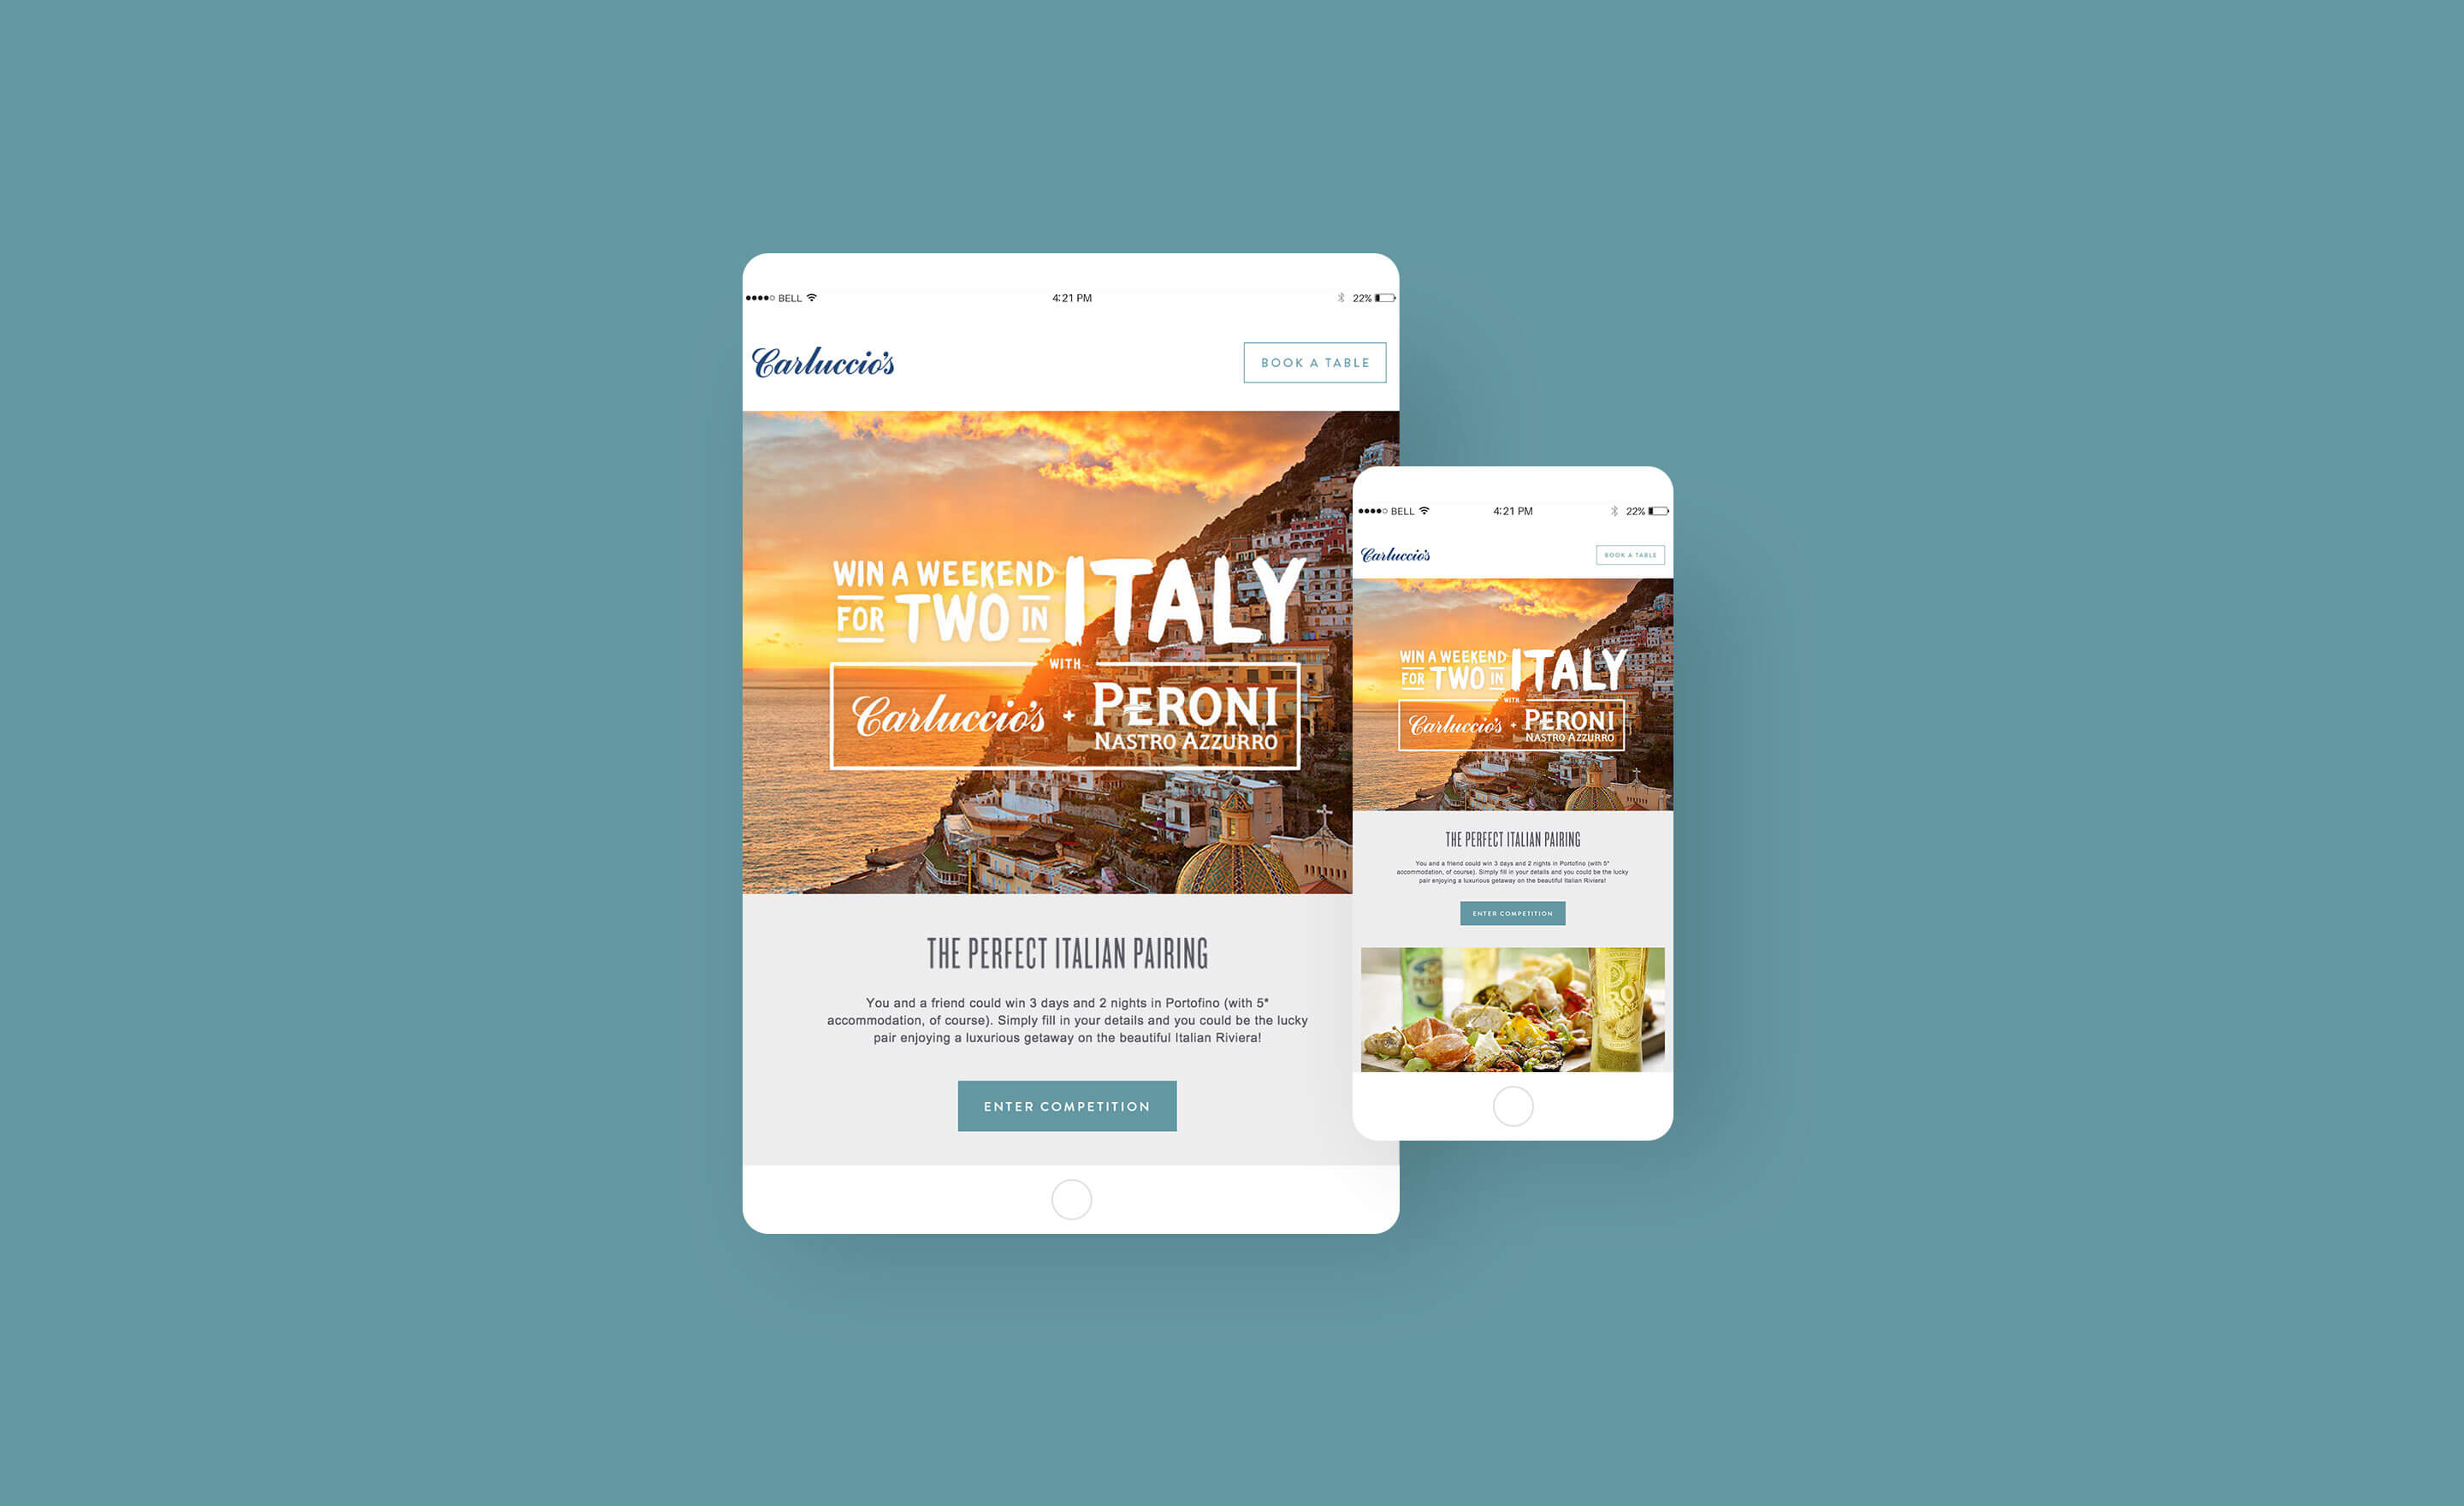 BELL 4:21 PM 22%
Carluccio's BOOK A TABLE
WIN A WEEKEND
FOR TWO IN ITALY
WITH
Carluccio's + PERONI
NASTRO AZZURRO
THE PERFECT ITALIAN PAIRING
You and a friend could win 3 days and 2 nights in Portofino (with 5*
accommodation, of course). Simply fill in your details and you could be the lucky
pair enjoying a luxurious getaway on the beautiful Italian Riviera!
ENTER COMPETITION
BELL 4:21 PM 22%
Carluccio's BOOK A TABLE
WIN A WEEKEND
FOR TWO IN ITALY
WITH
Carluccio's + PERONI
NASTRO AZZURRO
THE PERFECT ITALIAN PAIRING
You and a friend could win 3 days and 2 nights in Portofino (with 5*
accommodation, of course). Simply fill in your details and you could be the lucky
pair enjoying a luxurious getaway on the beautiful Italian Riviera!
ENTER COMPETITION